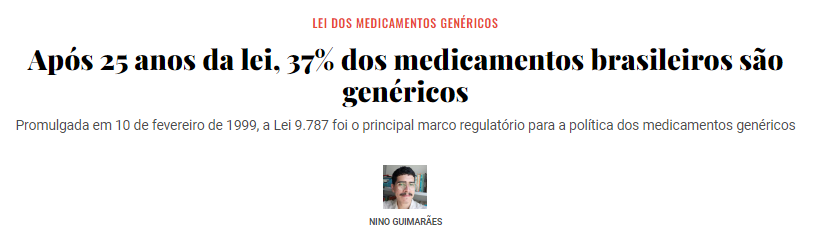 LEI DOS MEDICAMENTOS GENÉRICOS
Após 25 anos da lei, 37% dos medicamentos brasileiros são
genéricos
Promulgada em 10 de fevereiro de 1999, a Lei 9.787 foi o principal marco regulatório para a política dos medicamentos genéricos
NINO GUIMARÃES